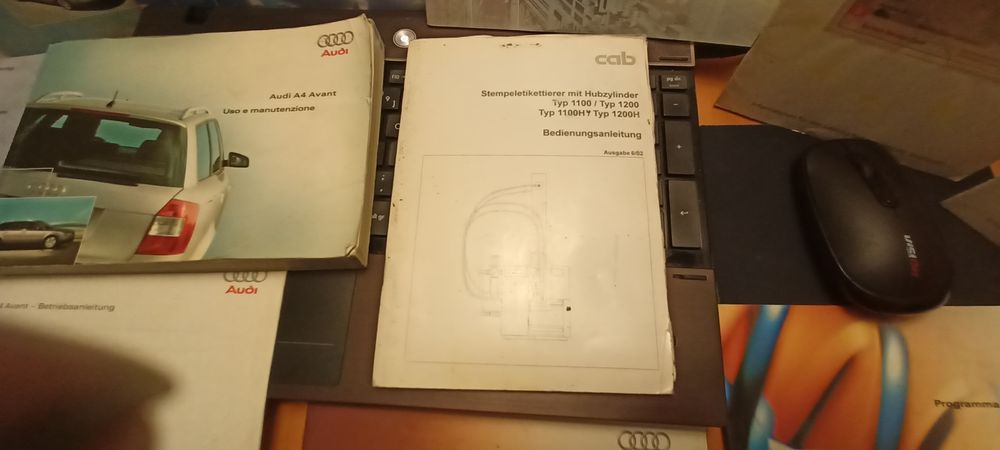 Audi
Audi A4 Avant
Uso e manutenzione
Audi
Avant - Betriebsanleitung
cab
Stempeletikettierer mit Hubzylinder
Typ 1100 / Typ 1200
Typ 1100H / Typ 1200H
Bedienungsanleitung
Ausgabe 6/02
Programma